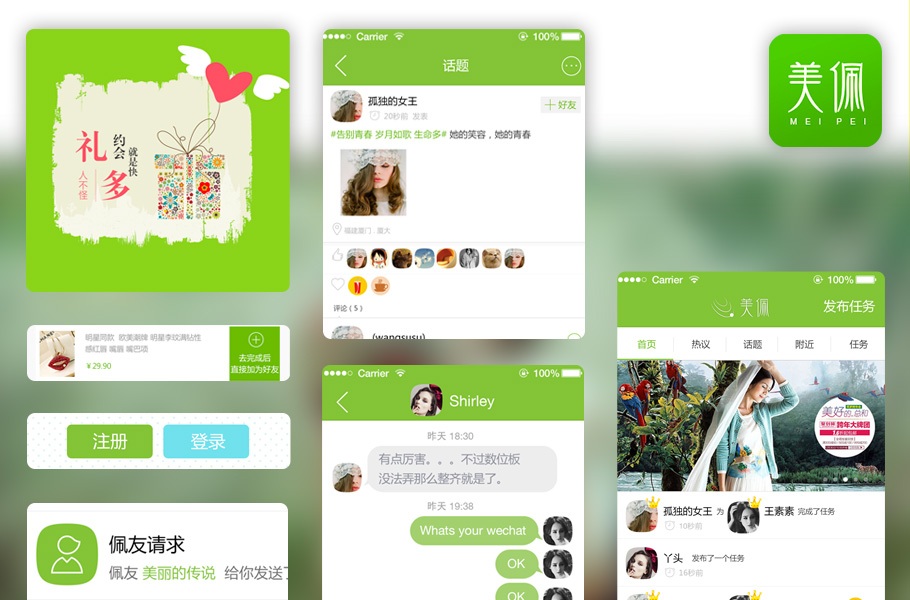 礼
多
人不怪
约会
就是快
明星同款 欧美潮牌 明星李纹满钻性
感红唇 嘴唇 嘴巴项
¥29.90
去完成后
直接加为好友
注册
登录
佩友请求
佩友 美丽的传说 给你发送了
Carrier
100%
话题
孤独的女王
20秒前 发表
+好友
#告别青春 岁月如歌 生命多# 她的笑容，她的青春
福建厦门 . 厦大
评论 ( 5 )
(wangsusu)
Carrier
100%
Shirley
昨天 18:30
有点厉害。。。不过数位板
没法弄那么整齐就是了。
昨天 19:38
Whats your wechat
OK
OK
美佩
MEI PEI
Carrier
100%
美佩
发布任务
首页
热议
话题
附近
任务
美好的总和
跨年大牌团
孤独的女王 为 王素素 完成了任务
10秒前
丫头 发布了一个任务
16秒前